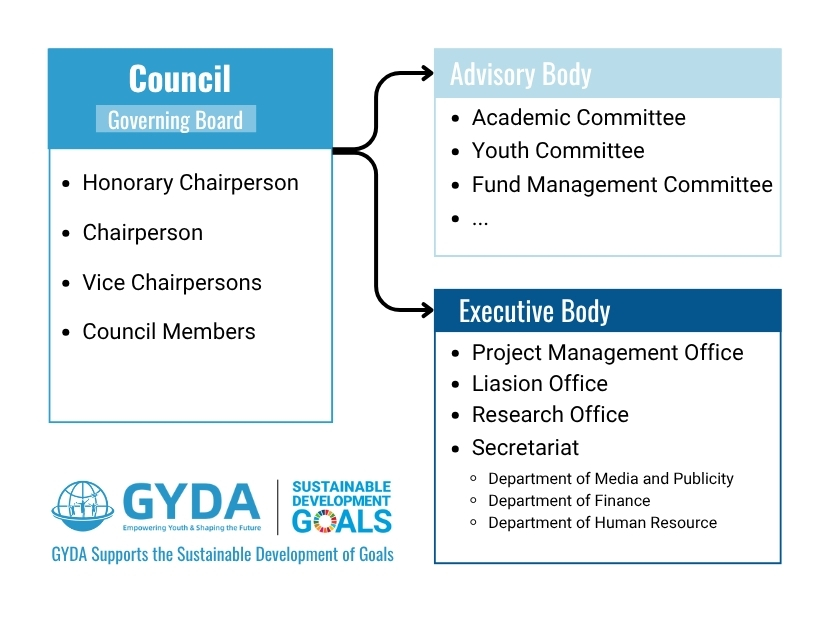 Council
Governing Board
Honorary Chairperson
Chairperson
Vice Chairpersons
Council Members
Advisory Body
Academic Committee
Youth Committee
Fund Management Committee
...
Executive Body
Project Management Office
Liasion Office
Research Office
Secretariat
Department of Media and Publicity
Department of Finance
Department of Human Resource
GYDA
Empowering Youth & Shaping the Future
SUSTAINABLE
DEVELOPMENT
GOALS
GYDA Supports the Sustainable Development of Goals